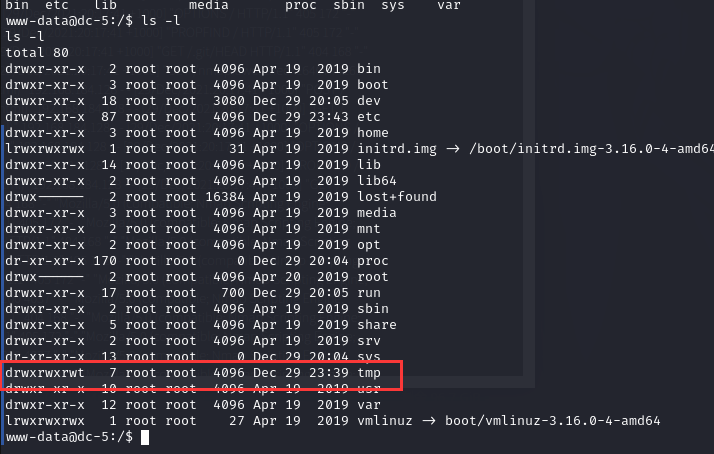 bin  etc  lib         media       proc  sbin  sys    var
www-data@dc-5:/$ ls -l
ls -l
total 80
drwxr-xr-x   2 root root  4096 Apr 19  2019 bin
drwxr-xr-x   3 root root  4096 Apr 19  2019 boot
drwxr-xr-x  18 root root  3080 Dec 29 20:05 dev
drwxr-xr-x  87 root root  4096 Dec 29 23:43 etc
drwxr-xr-x   3 root root  4096 Apr 19  2019 home
lrwxrwxrwx   1 root root    31 Apr 19  2019 initrd.img -> /boot/initrd.img-3.16.0-4-amd64
drwxr-xr-x  14 root root  4096 Apr 19  2019 lib
drwxr-xr-x   2 root root  4096 Apr 19  2019 lib64
drwx------   2 root root 16384 Apr 19  2019 lost+found
drwxr-xr-x   3 root root  4096 Apr 19  2019 media
drwxr-xr-x   2 root root  4096 Apr 19  2019 mnt
drwxr-xr-x   2 root root  4096 Apr 19  2019 opt
dr-xr-xr-x 170 root root     0 Dec 29 20:04 proc
drwx------   2 root root  4096 Apr 20  2019 root
drwxr-xr-x  17 root root   700 Dec 29 20:05 run
drwxr-xr-x   2 root root  4096 Apr 19  2019 sbin
drwxr-xr-x   5 root root  4096 Apr 19  2019 share
drwxr-xr-x   2 root root  4096 Apr 19  2019 srv
dr-xr-xr-x  13 root root     0 Dec 29 20:04 sys
drwxrwxrwt   7 root root  4096 Dec 29 23:39 tmp
drwxr-xr-x  10 root root  4096 Apr 19  2019 usr
drwxr-xr-x  12 root root  4096 Apr 19  2019 var
lrwxrwxrwx   1 root root    27 Apr 19  2019 vmlinuz -> boot/vmlinuz-3.16.0-4-amd64
www-data@dc-5:/$